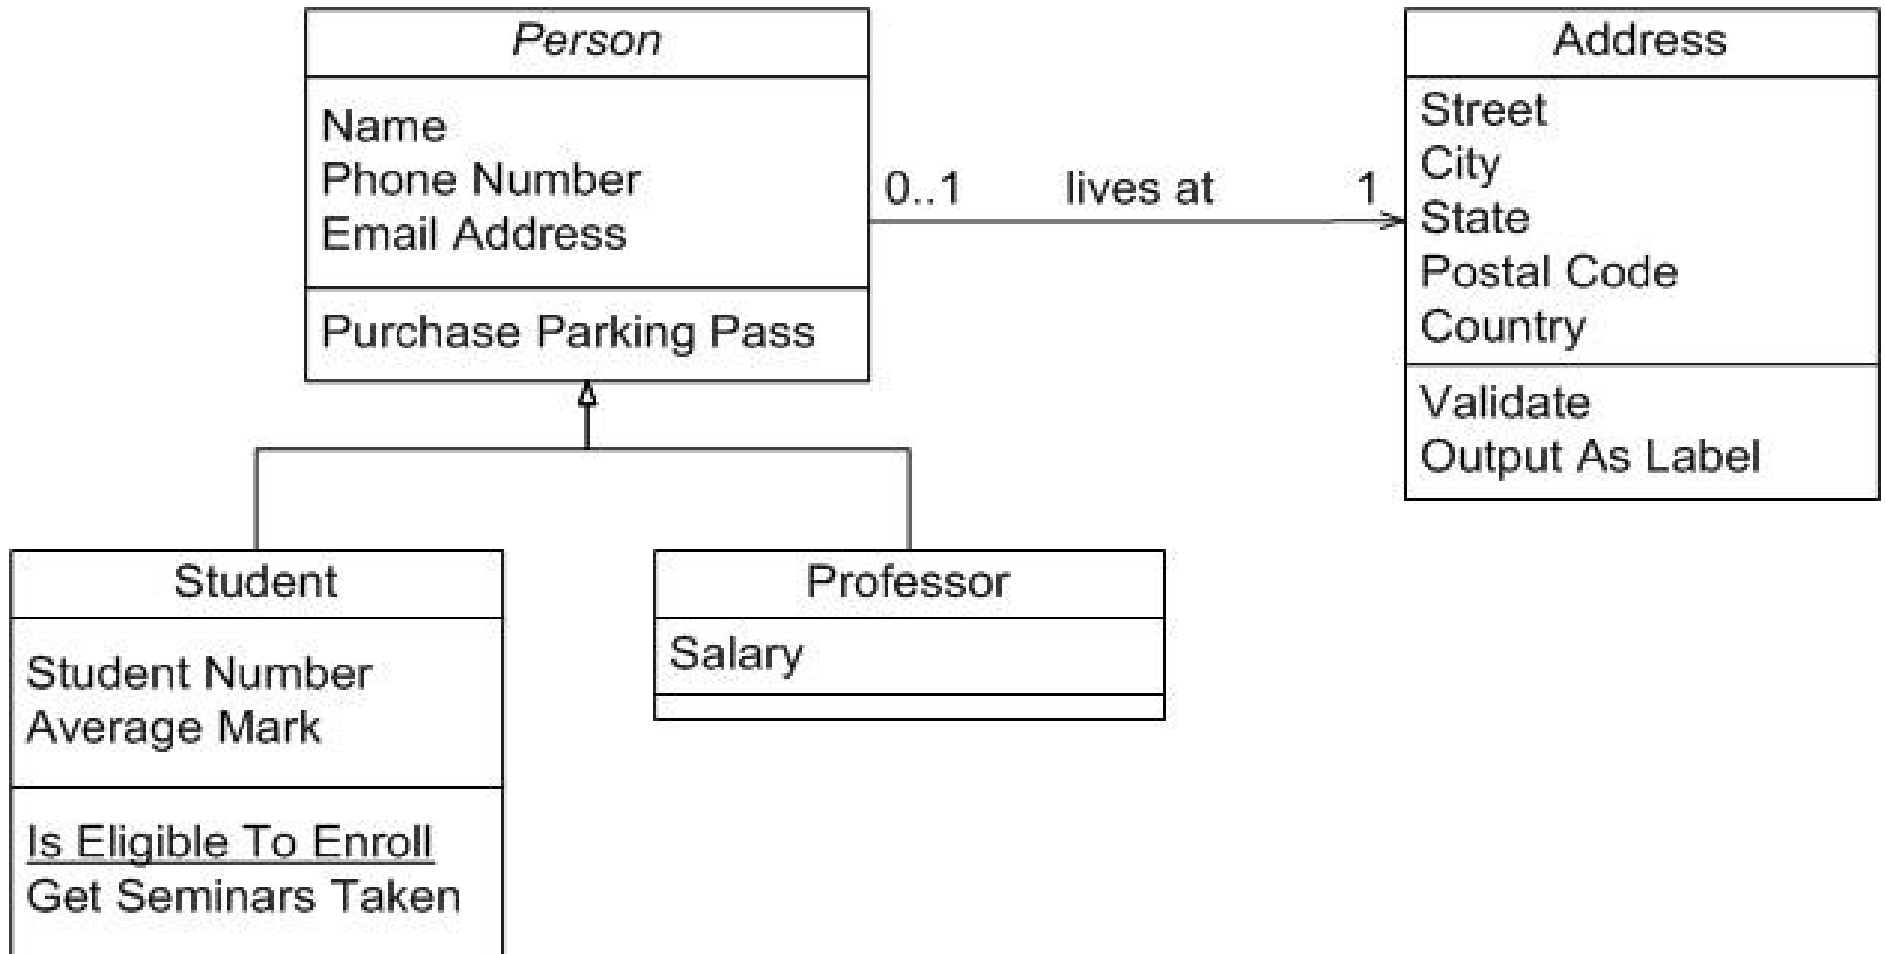 Person
Name
Phone Number
Email Address
Purchase Parking Pass
0..1 lives at 1
Address
Street
City
State
Postal Code
Country
Validate
Output As Label
Student
Student Number
Average Mark
Is Eligible To Enroll
Get Seminars Taken
Professor
Salary